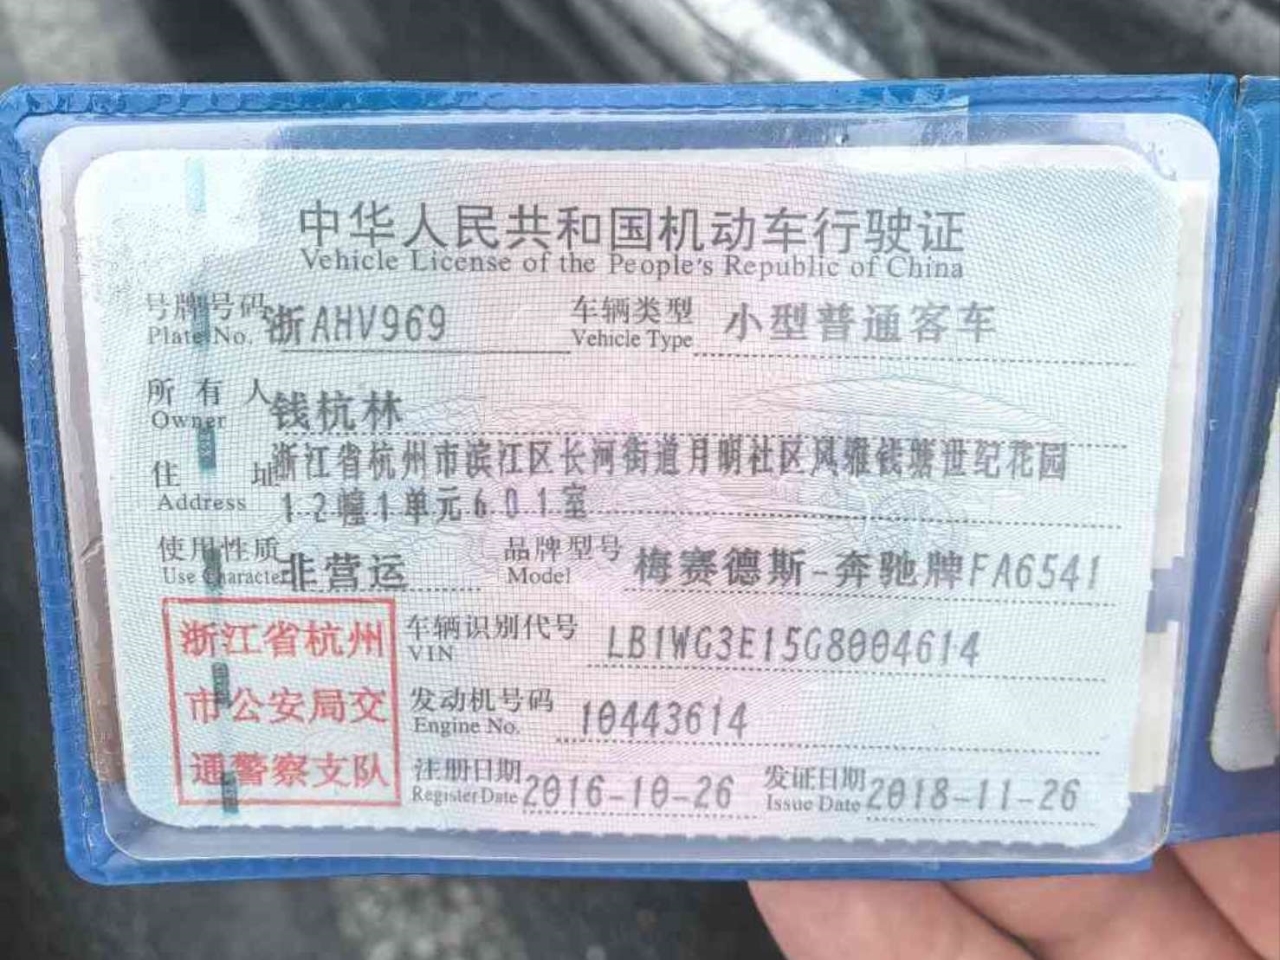 中华人民共和国机动车行驶证
Vehicle License of the People's Republic of China
号牌号码 浙AHV969 车辆类型 小型普通客车
Plate No. Vehicle Type
所有人 钱杭林
Owner
住址 浙江省杭州市滨江区长河街道月明社区风雅钱塘世纪花园
Address 12幢1单元601室
使用性质 非营运 品牌型号 梅赛德斯-奔驰牌FA6541
Use Character Model
浙江省杭州
市公安局交
通警察支队
车辆识别代号 LB1WG3E15G8004614
VIN
发动机号码 10443614
Engine No.
注册日期 2016-10-26 发证日期 2018-11-26
Register Date Issue Date